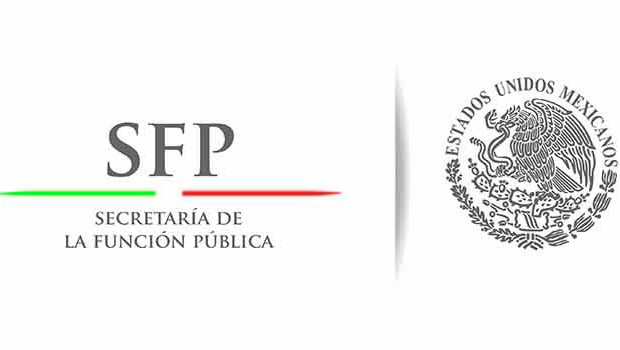 SFP
SECRETARÍA DE
LA FUNCIÓN PÚBLICA
ESTADOS UNIDOS MEXICANOS